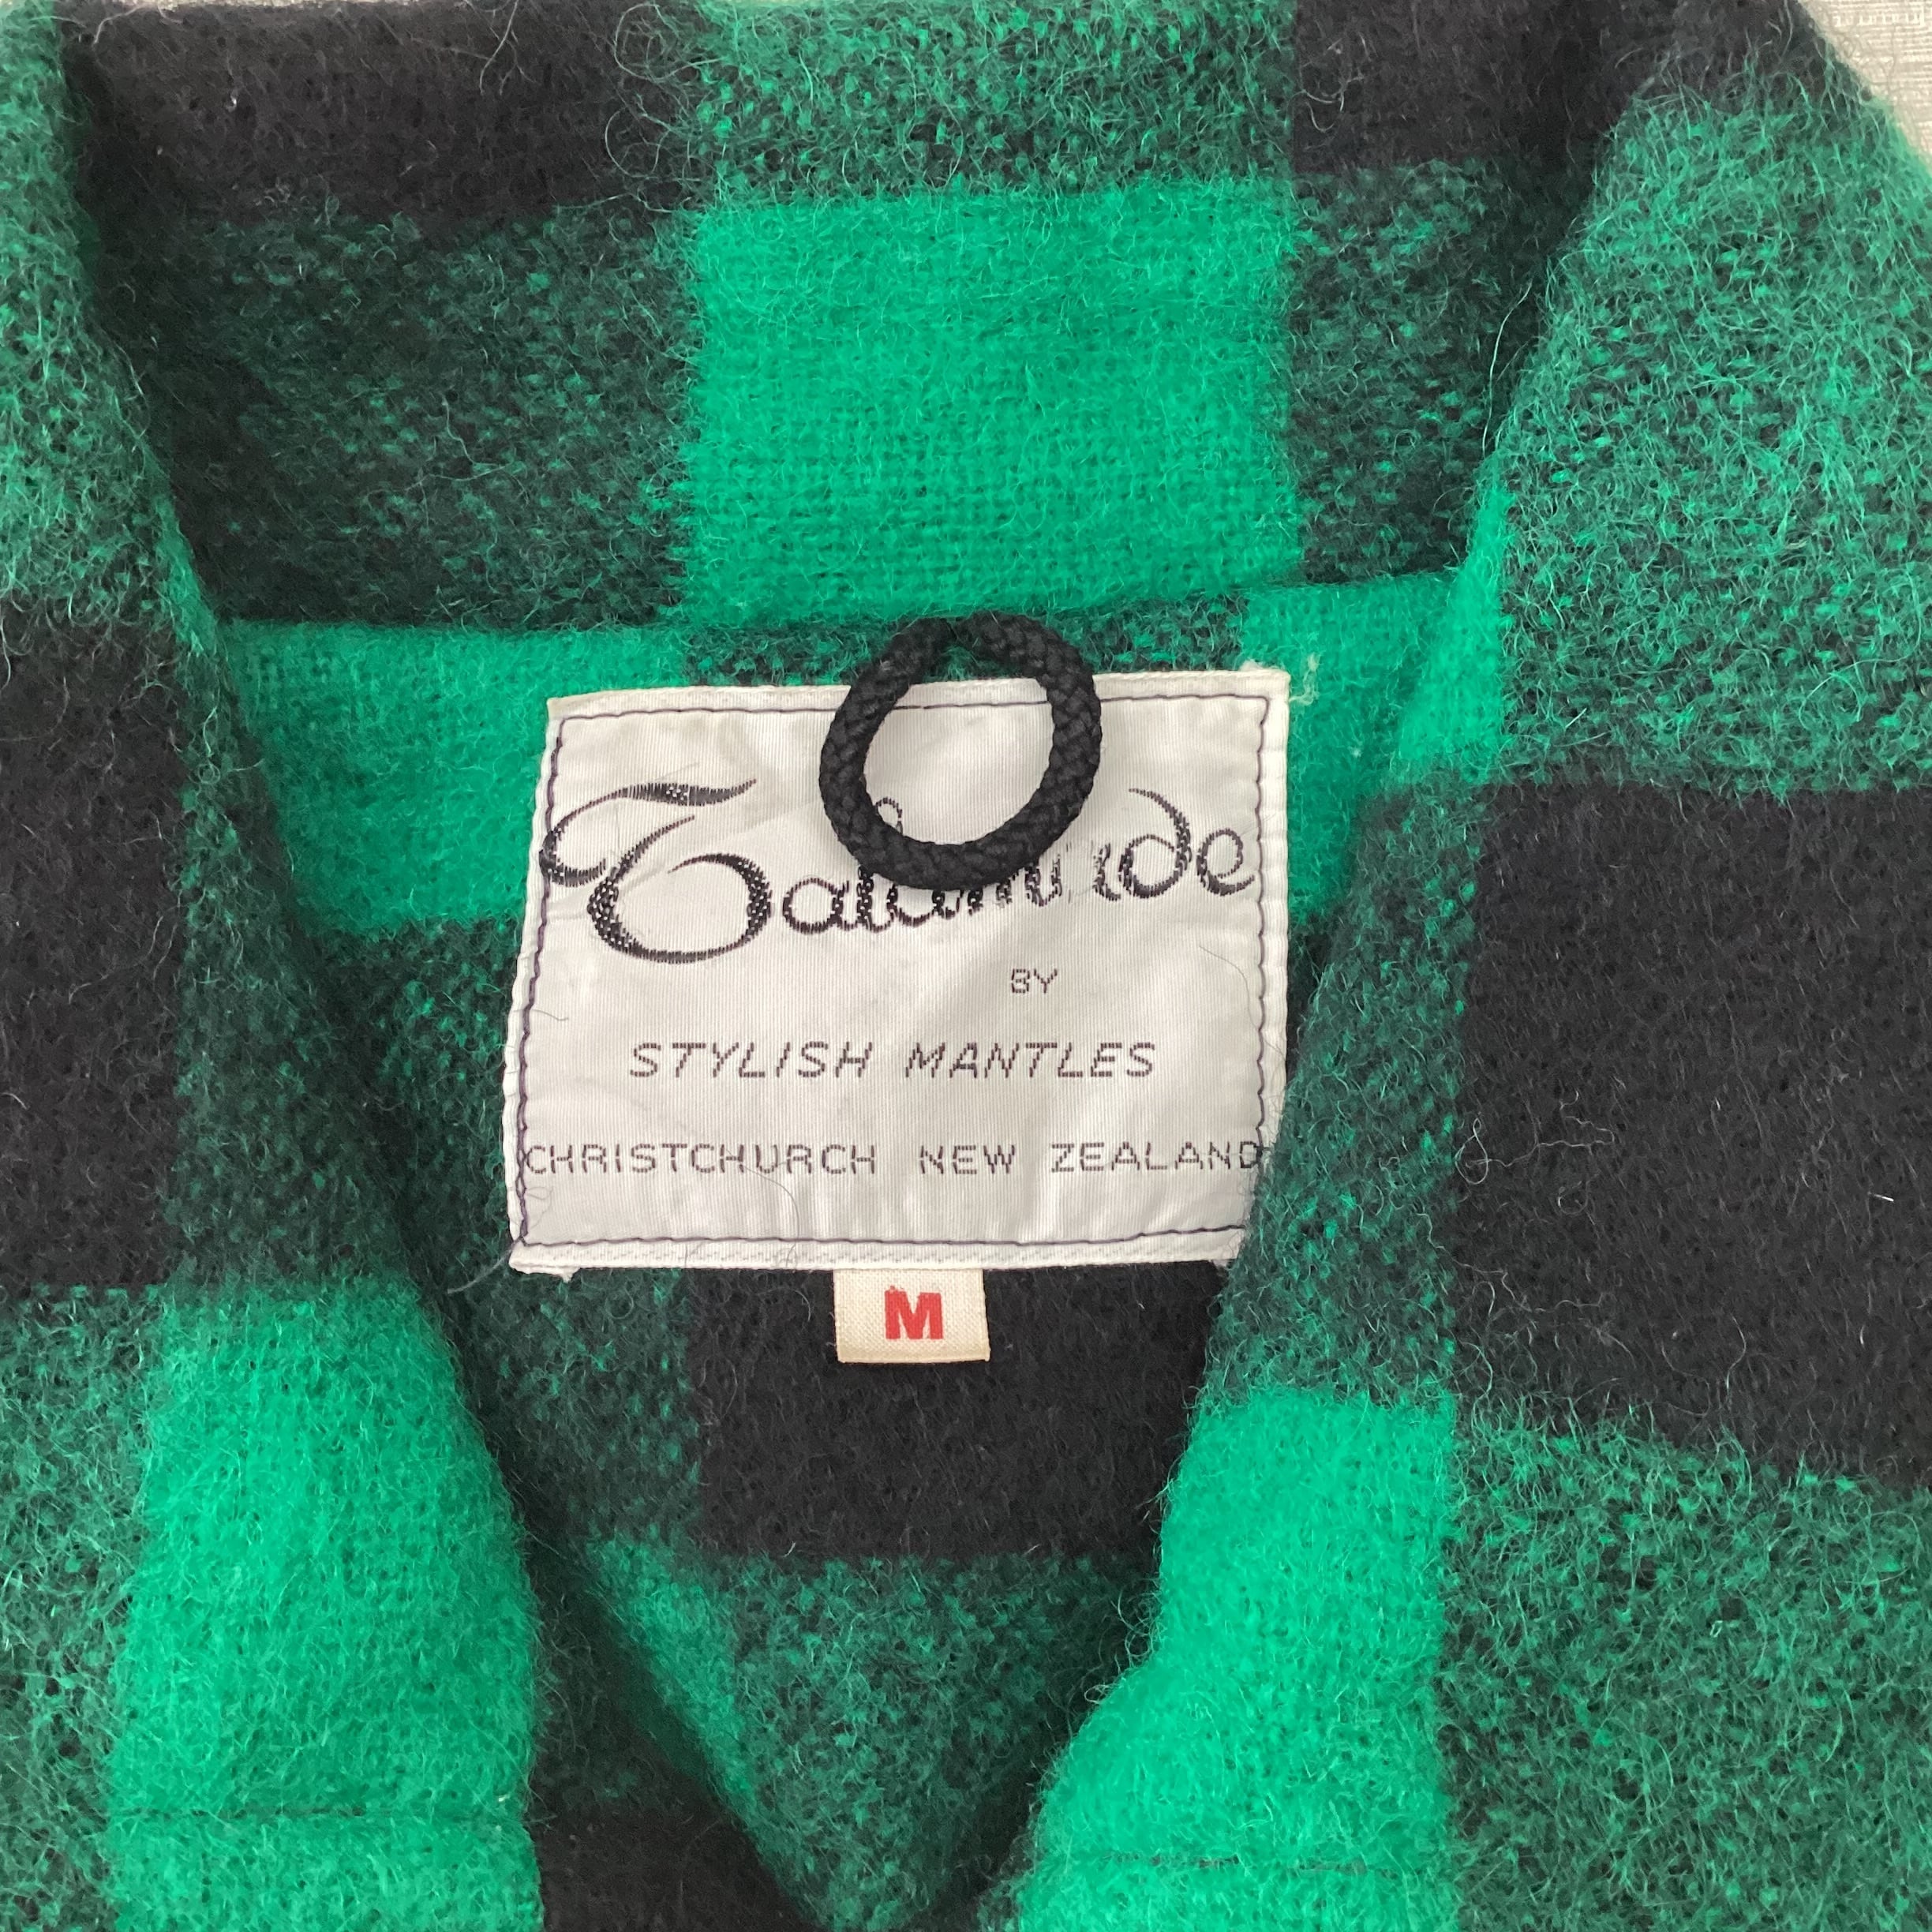 BY
STYLISH MANTLES
CHRISTCHURCH NEW ZEALAND
M